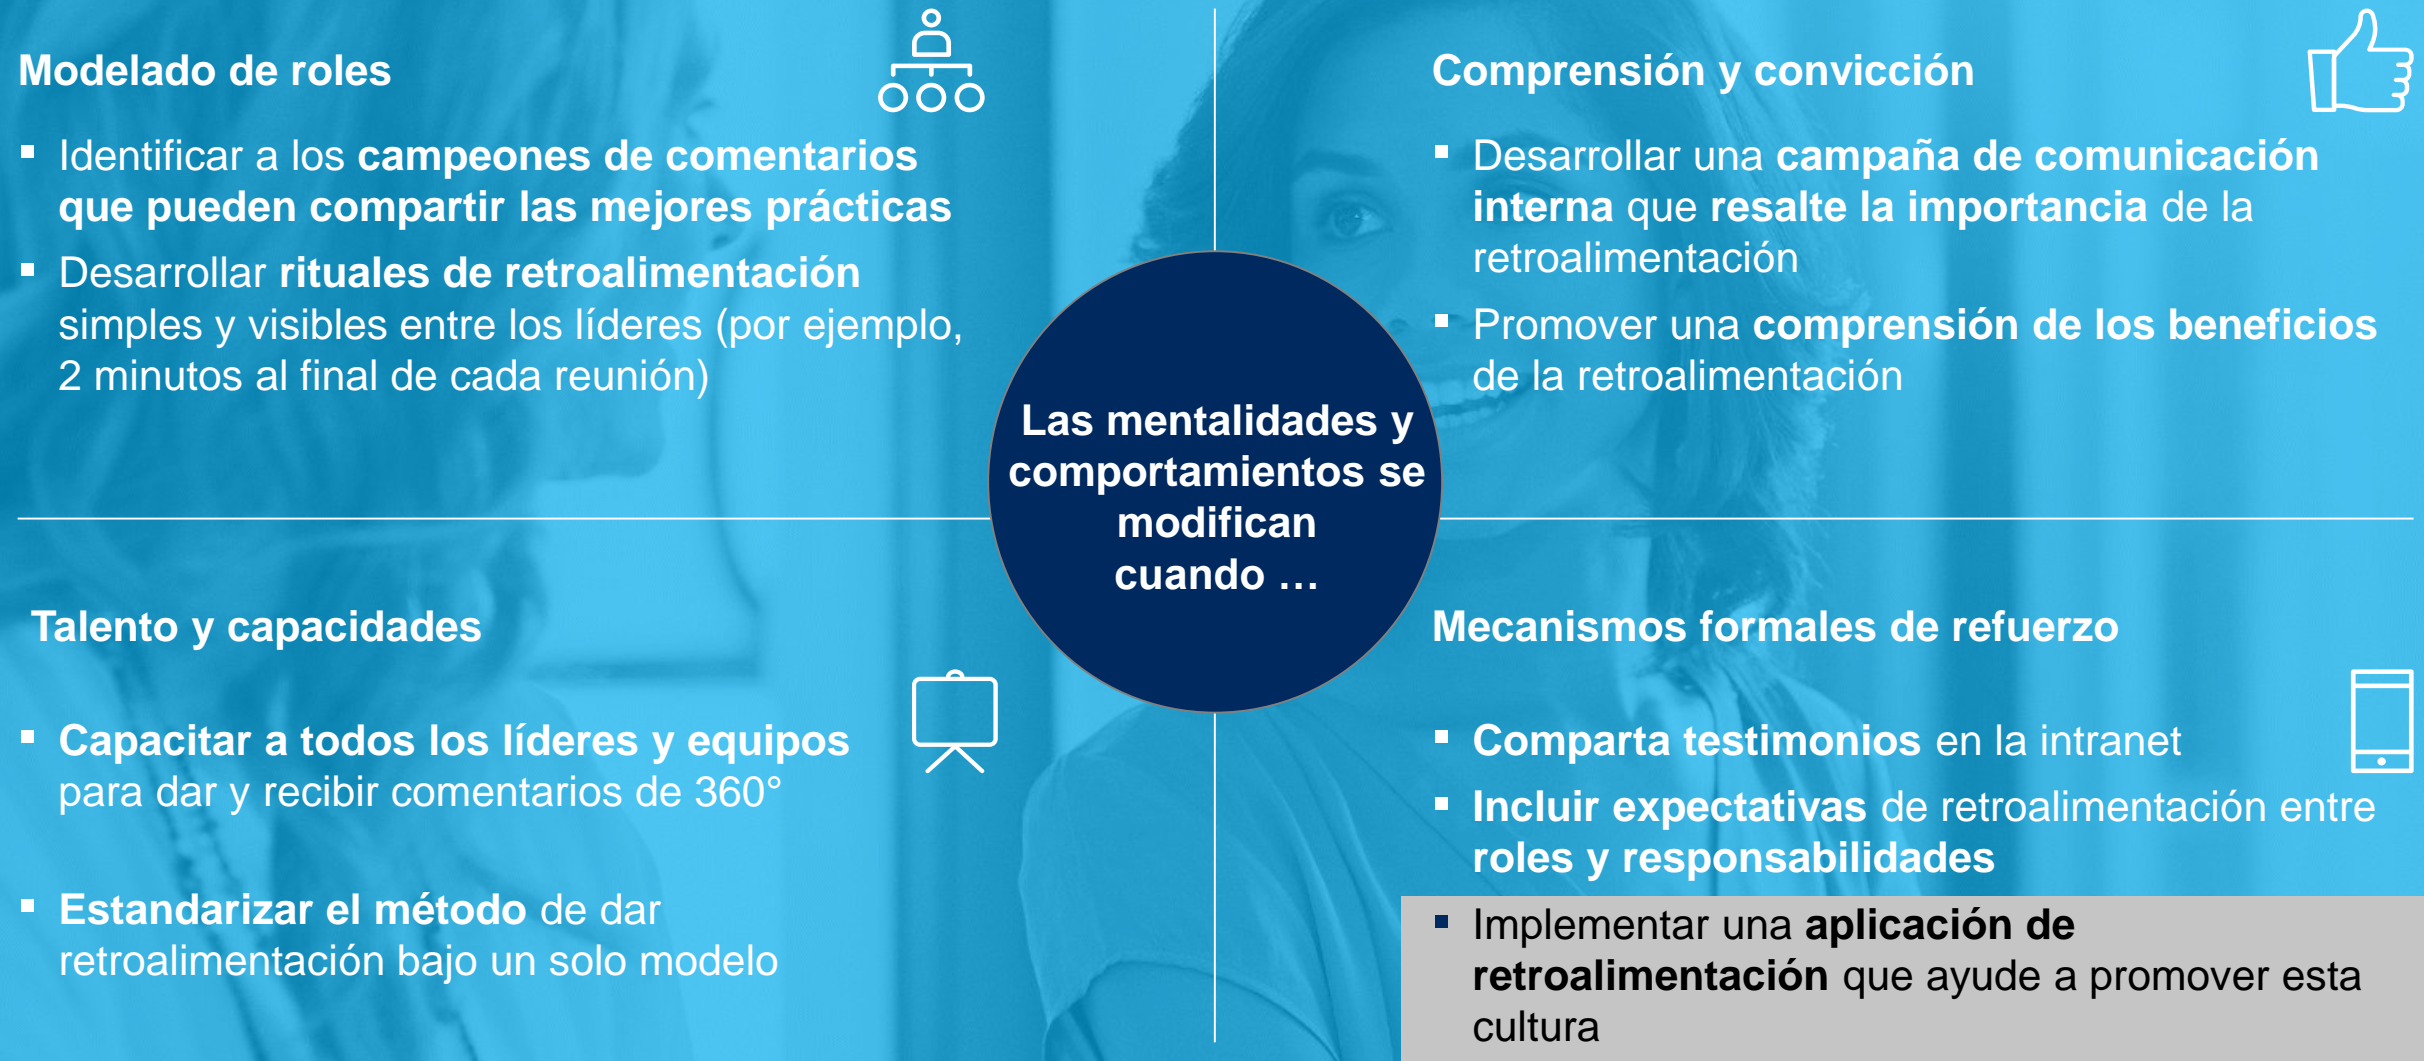 Modelado de roles
Identificar a los campeones de comentarios
que pueden compartir las mejores prácticas
Desarrollar rituales de retroalimentación
simples y visibles entre los líderes (por ejemplo,
2 minutos al final de cada reunión)
Comprensión y convicción
Desarrollar una campaña de comunicación
interna que resalte la importancia de la
retroalimentación
Promover una comprensión de los beneficios
de la retroalimentación
Las mentalidades y
comportamientos se
modifican
cuando …
Talento y capacidades
Capacitar a todos los líderes y equipos
para dar y recibir comentarios de 360°
Estandarizar el método de dar
retroalimentación bajo un solo modelo
Mecanismos formales de refuerzo
Comparta testimonios en la intranet
Incluir expectativas de retroalimentación entre
roles y responsabilidades
Implementar una aplicación de
retroalimentación que ayude a promover esta
cultura